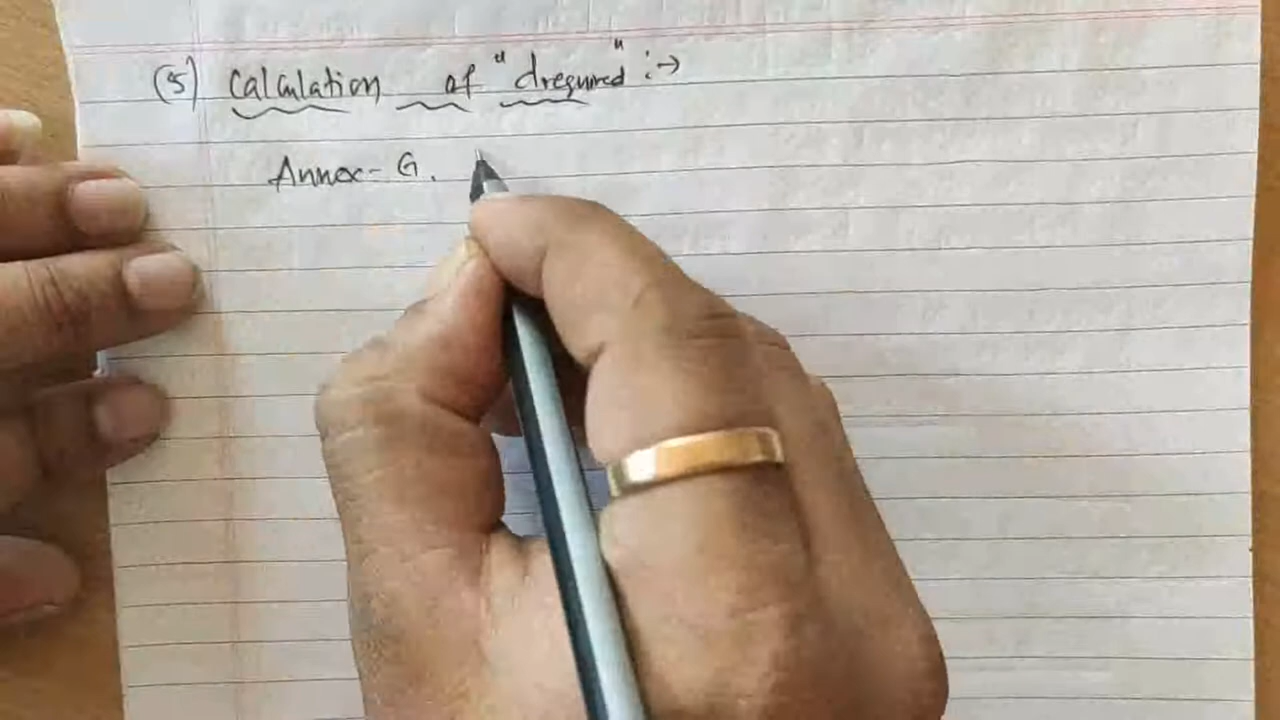 (5) Calculation of "drequired" :→
Annex- G.